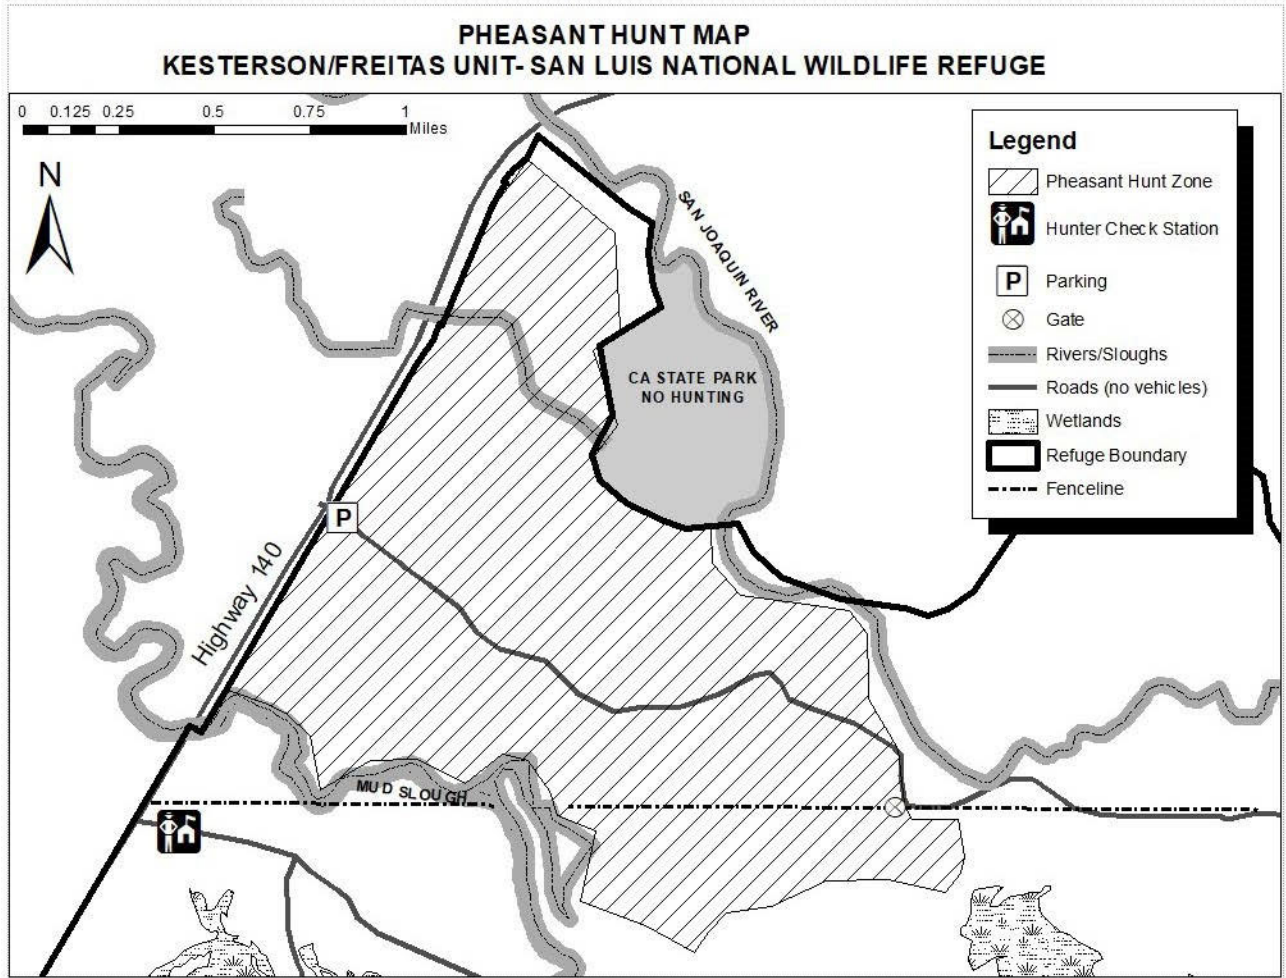 PHEASANT HUNT MAP
KESTERSON/FREITAS UNIT- SAN LUIS NATIONAL WILDLIFE REFUGE
0 0.125 0.25 0.5 0.75 1
Miles
N
Legend
Pheasant Hunt Zone
Hunter Check Station
P Parking
Gate
Rivers/Sloughs
Roads (no vehicles)
Wetlands
Refuge Boundary
Fenceline
SAN JOAQUIN RIVER
CA STATE PARK
NO HUNTING
P
Highway 140
MUD SLOUGH